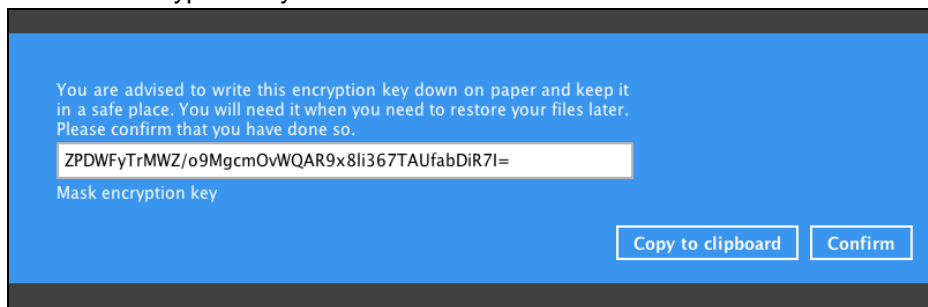 You are advised to write this encryption key down on paper and keep it
in a safe place. You will need it when you need to restore your files later.
Please confirm that you have done so.
ZPDWFyTrMWZ/o9MgcmOvWQAR9x8li367TAUfabDiR7I=
Mask encryption key
Copy to clipboard
Confirm